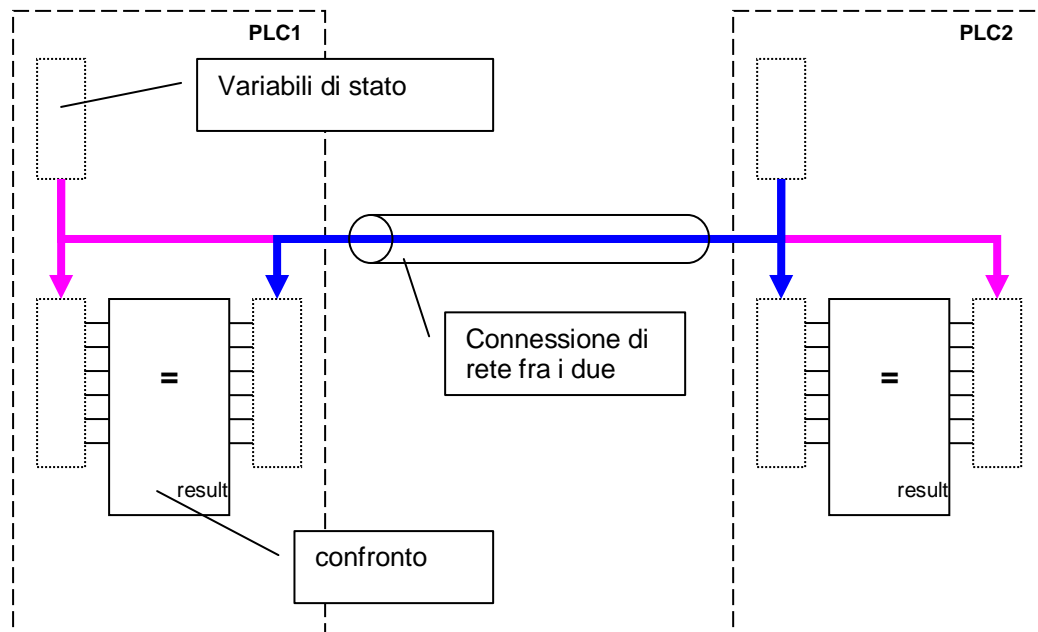 PLC1
PLC2
Variabili di stato
Connessione di
rete fra i due
=
=
result
result
confronto